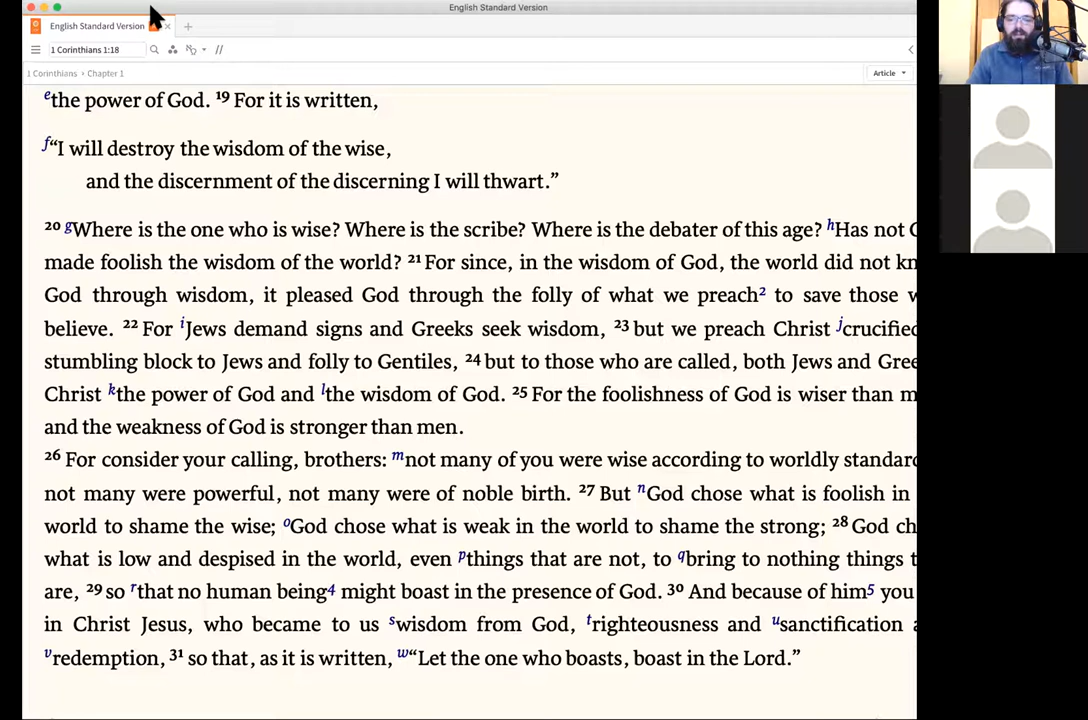 English Standard Version
English Standard Version
1 Corinthians 1:18
1 Corinthians › Chapter 1
Article
ethe power of God. 19 For it is written,
f“I will destroy the wisdom of the wise,
and the discernment of the discerning I will thwart.”
20 gWhere is the one who is wise? Where is the scribe? Where is the debater of this age? hHas not
made foolish the wisdom of the world? 21 For since, in the wisdom of God, the world did not
God through wisdom, it pleased God through the folly of what we preach2 to save those
believe. 22 For iJews demand signs and Greeks seek wisdom, 23 but we preach Christ jcrucified
stumbling block to Jews and folly to Gentiles, 24 but to those who are called, both Jews and
Christ kthe power of God and lthe wisdom of God. 25 For the foolishness of God is wiser than
and the weakness of God is stronger than men.
26 For consider your calling, brothers: mnot many of you were wise according to worldly
not many were powerful, not many were of noble birth. 27 But nGod chose what is foolish in
world to shame the wise; oGod chose what is weak in the world to shame the strong; 28 God
what is low and despised in the world, even pthings that are not, to qbring to nothing things
are, 29 so rthat no human being4 might boast in the presence of God. 30 And because of him5 you
in Christ Jesus, who became to us swisdom from God, trighteousness and usanctification
vredemption, 31 so that, as it is written, w“Let the one who boasts, boast in the Lord.”